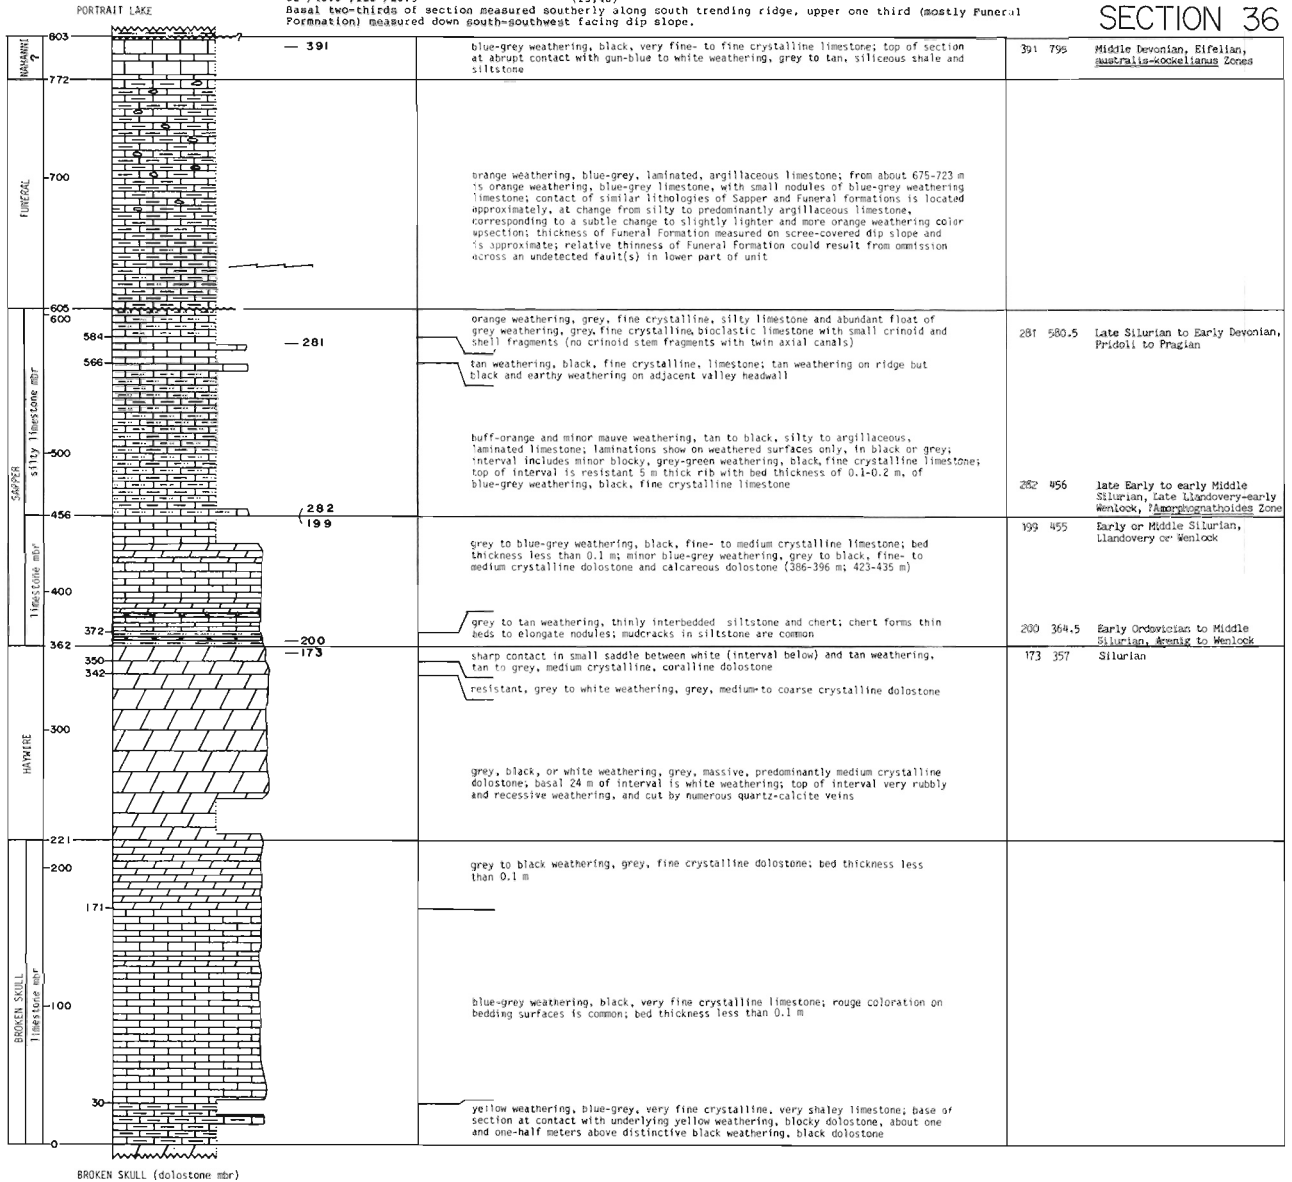 PORTRAIT LAKE
Basal two-thirds of section measured southerly along south trending ridge, upper one third (mostly Funeral
Formnation) measured down south-southwest facing dip slope.
SECTION 36
803
NAHANNI
?
391
blue-grey weathering, black, very fine- to fine crystalline limestone; top of section
at abrupt contact with gun-blue to white weathering, grey to tan, siliceous shale and
siltstone
391 795 Middle Devonian, Eifelian,
australis-kockelianus Zones
772
FUNERAL
700
orange weathering, blue-grey, laminated, argillaceous limestone; from about 675-723 m
is orange weathering, blue-grey limestone, with small nodules of blue-grey weathering
limestone; contact of similar lithologies of Sapper and Funeral formations is located
approximately, at change from silty to predominantly argillaceous limestone,
corresponding to a subtle change to slightly lighter and more orange weathering color
upsection; thickness of Funeral Formation measured on scree-covered dip slope and
is approximate; relative thinness of Funeral Formation could result from ommission
across an undetected fault(s) in lower part of unit
605
600
584
281
566
orange weathering, grey, fine crystalline, silty limestone and abundant float of
grey weathering, grey, fine crystalline, bioclastic limestone with small crinoid and
shell fragments (no crinoid stem fragments with twin axial canals)
281 580.5 Late Silurian to Early Devonian,
Pridoli to Pragian
tan weathering, black, fine crystalline, limestone; tan weathering on ridge but
black and earthy weathering on adjacent valley headwall
SAPPER
silty limestone mbr
500
buff-orange and minor mauve weathering, tan to black, silty to argillaceous,
laminated limestone; laminations show on weathered surfaces only, in black or grey;
interval includes minor blocky, grey-green weathering, black, fine crystalline limestone;
top of interval is resistant 5 m thick rib with bed thickness of 0.1-0.2 m, of
blue-grey weathering, black, fine crystalline limestone
282 456 late Early to early Middle
Silurian, Late Llandovery-early
Wenlock, ?Amorphognathoides Zone
456
282
199
199 455 Early or Middle Silurian,
Llandovery or Wenlock
limestone mbr
400
grey to blue-grey weathering, black, fine- to medium crystalline limestone; bed
thickness less than 0.1 m; minor blue-grey weathering, grey to black, fine- to
medium crystalline dolostone and calcareous dolostone (386-396 m; 423-435 m)
372
grey to tan weathering, thinly interbedded siltstone and chert; chert forms thin
beds to elongate nodules; mudcracks in siltstone are common
200
200 364.5 Early Ordovician to Middle
Silurian, Arenig to Wenlock
362
173
350
342
sharp contact in small saddle between white (interval below) and tan weathering,
tan to grey, medium crystalline, coralline dolostone
173 357 Silurian
resistant, grey to white weathering, grey, medium-to coarse crystalline dolostone
HAYWIRE
300
grey, black, or white weathering, grey, massive, predominantly medium crystalline
dolostone; basal 24 m of interval is white weathering; top of interval very rubbly
and recessive weathering, and cut by numerous quartz-calcite veins
221
200
grey to black weathering, grey, fine crystalline dolostone; bed thickness less
than 0.1 m
171
BROKEN SKULL
limestone mbr
100
blue-grey weathering, black, very fine crystalline limestone; rouge coloration on
bedding surfaces is common; bed thickness less than 0.1 m
30
yellow weathering, blue-grey, very fine crystalline, very shaley limestone; base of
section at contact with underlying yellow weathering, blocky dolostone, about one
and one-half meters above distinctive black weathering, black dolostone
0
BROKEN SKULL (dolostone mbr)